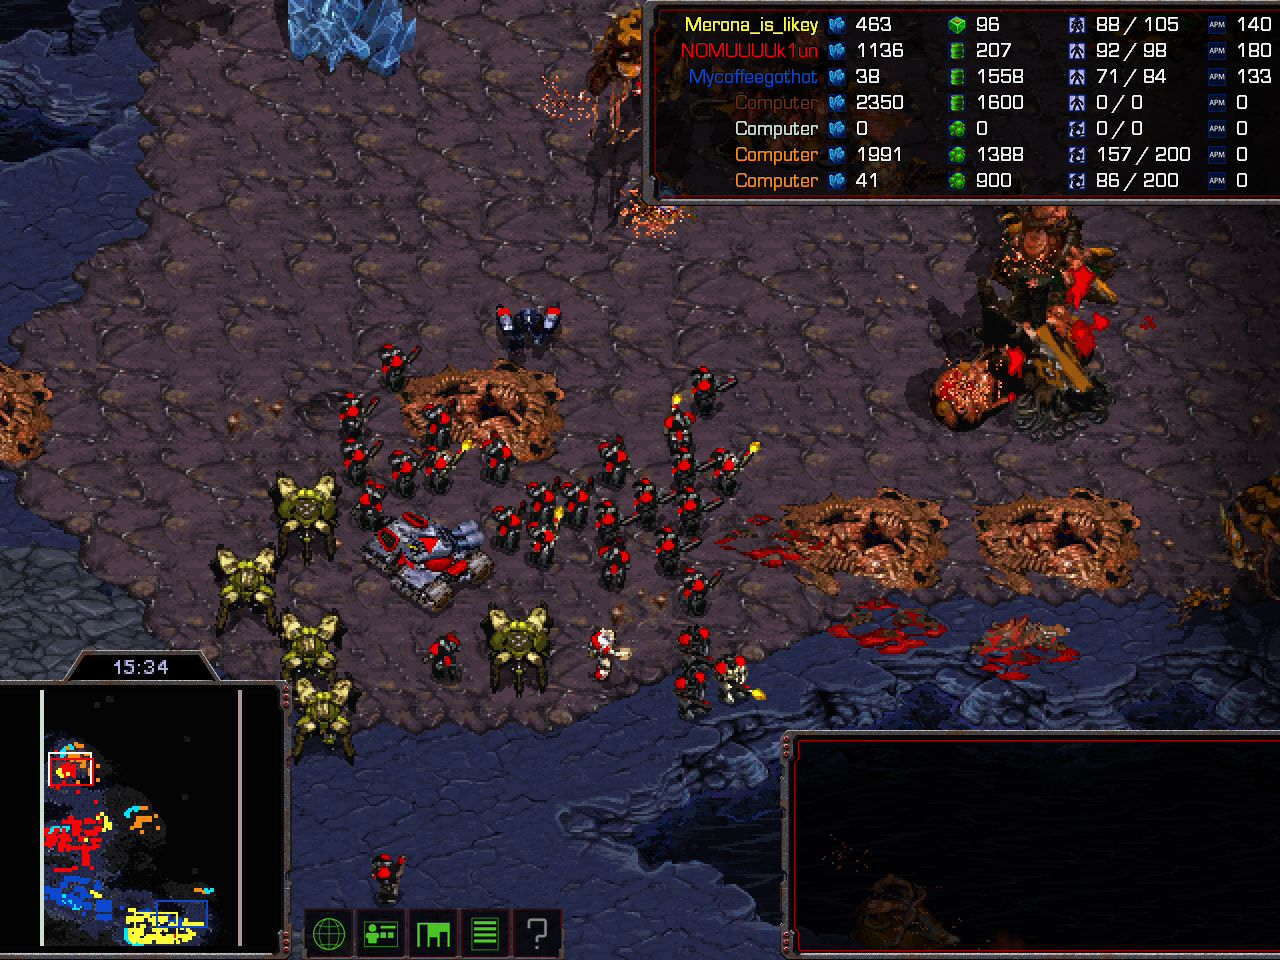 Merona_is_likey 463 96 88 / 105 APM 140
NOMUUUUk1un 1136 207 92 / 98 APM 180
Mycoffeegothot 38 1558 71 / 84 APM 133
Computer 2350 1600 0 / 0 APM 0
Computer 0 0 0 / 0 APM 0
Computer 1991 1388 157 / 200 APM 0
Computer 41 900 86 / 200 APM 0
15:34
?